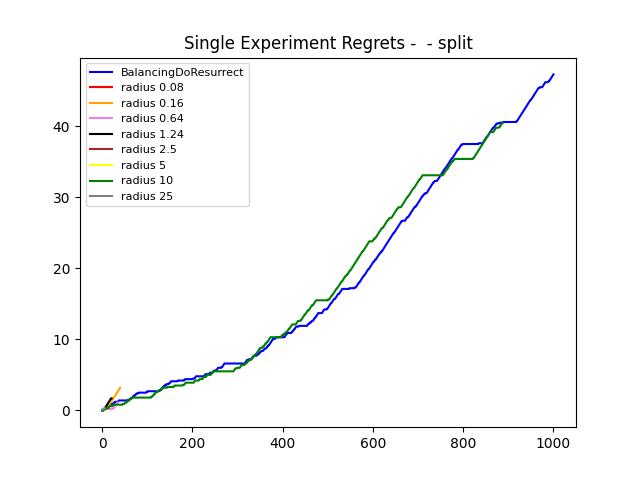 Single Experiment Regrets -  - split
BalancingDoResurrect
radius 0.08
radius 0.16
radius 0.64
radius 1.24
radius 2.5
radius 5
radius 10
radius 25
40
30
20
10
0
0 200 400 600 800 1000